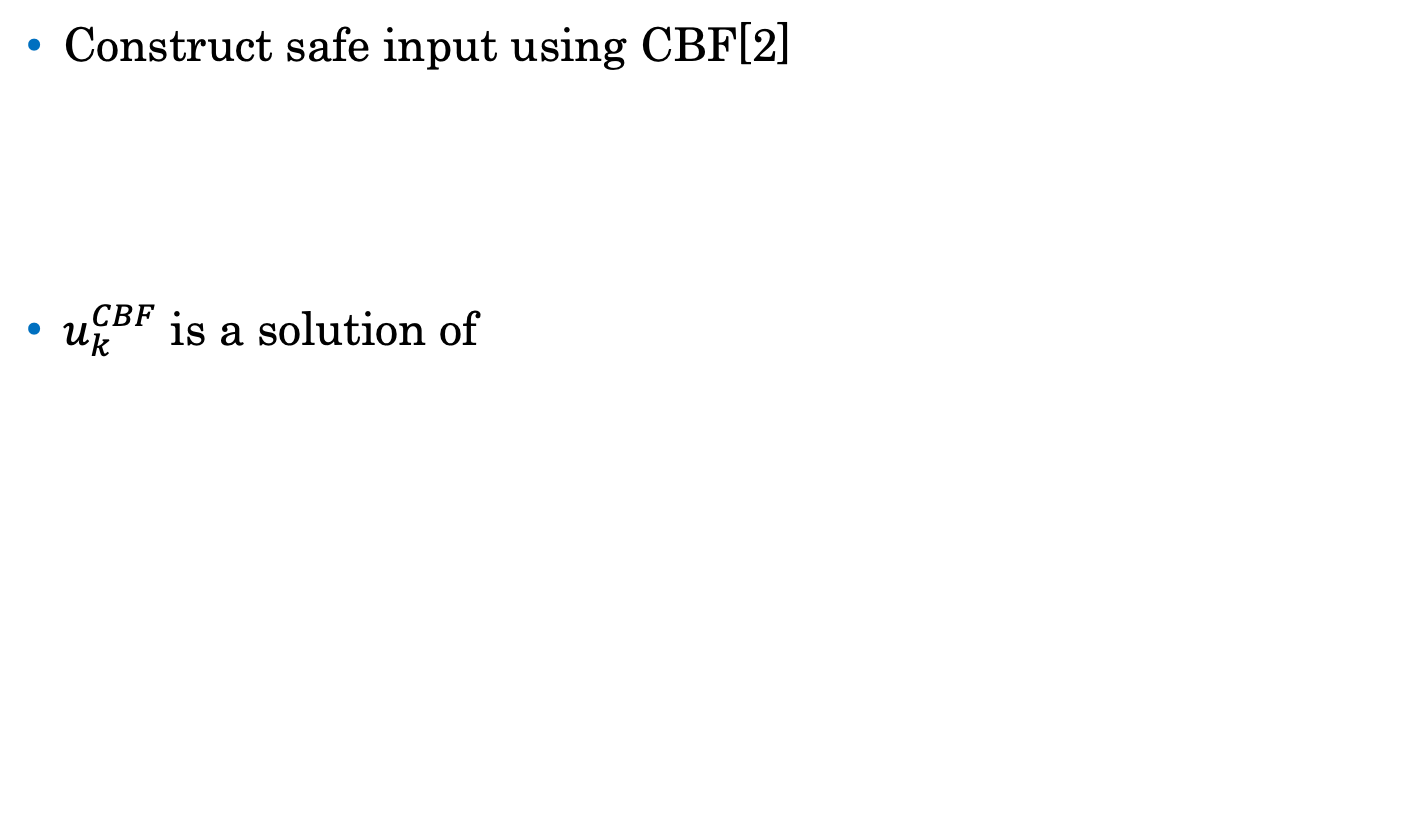 • Construct safe input using CBF[2]
• $u_k^{CBF}$ is a solution of